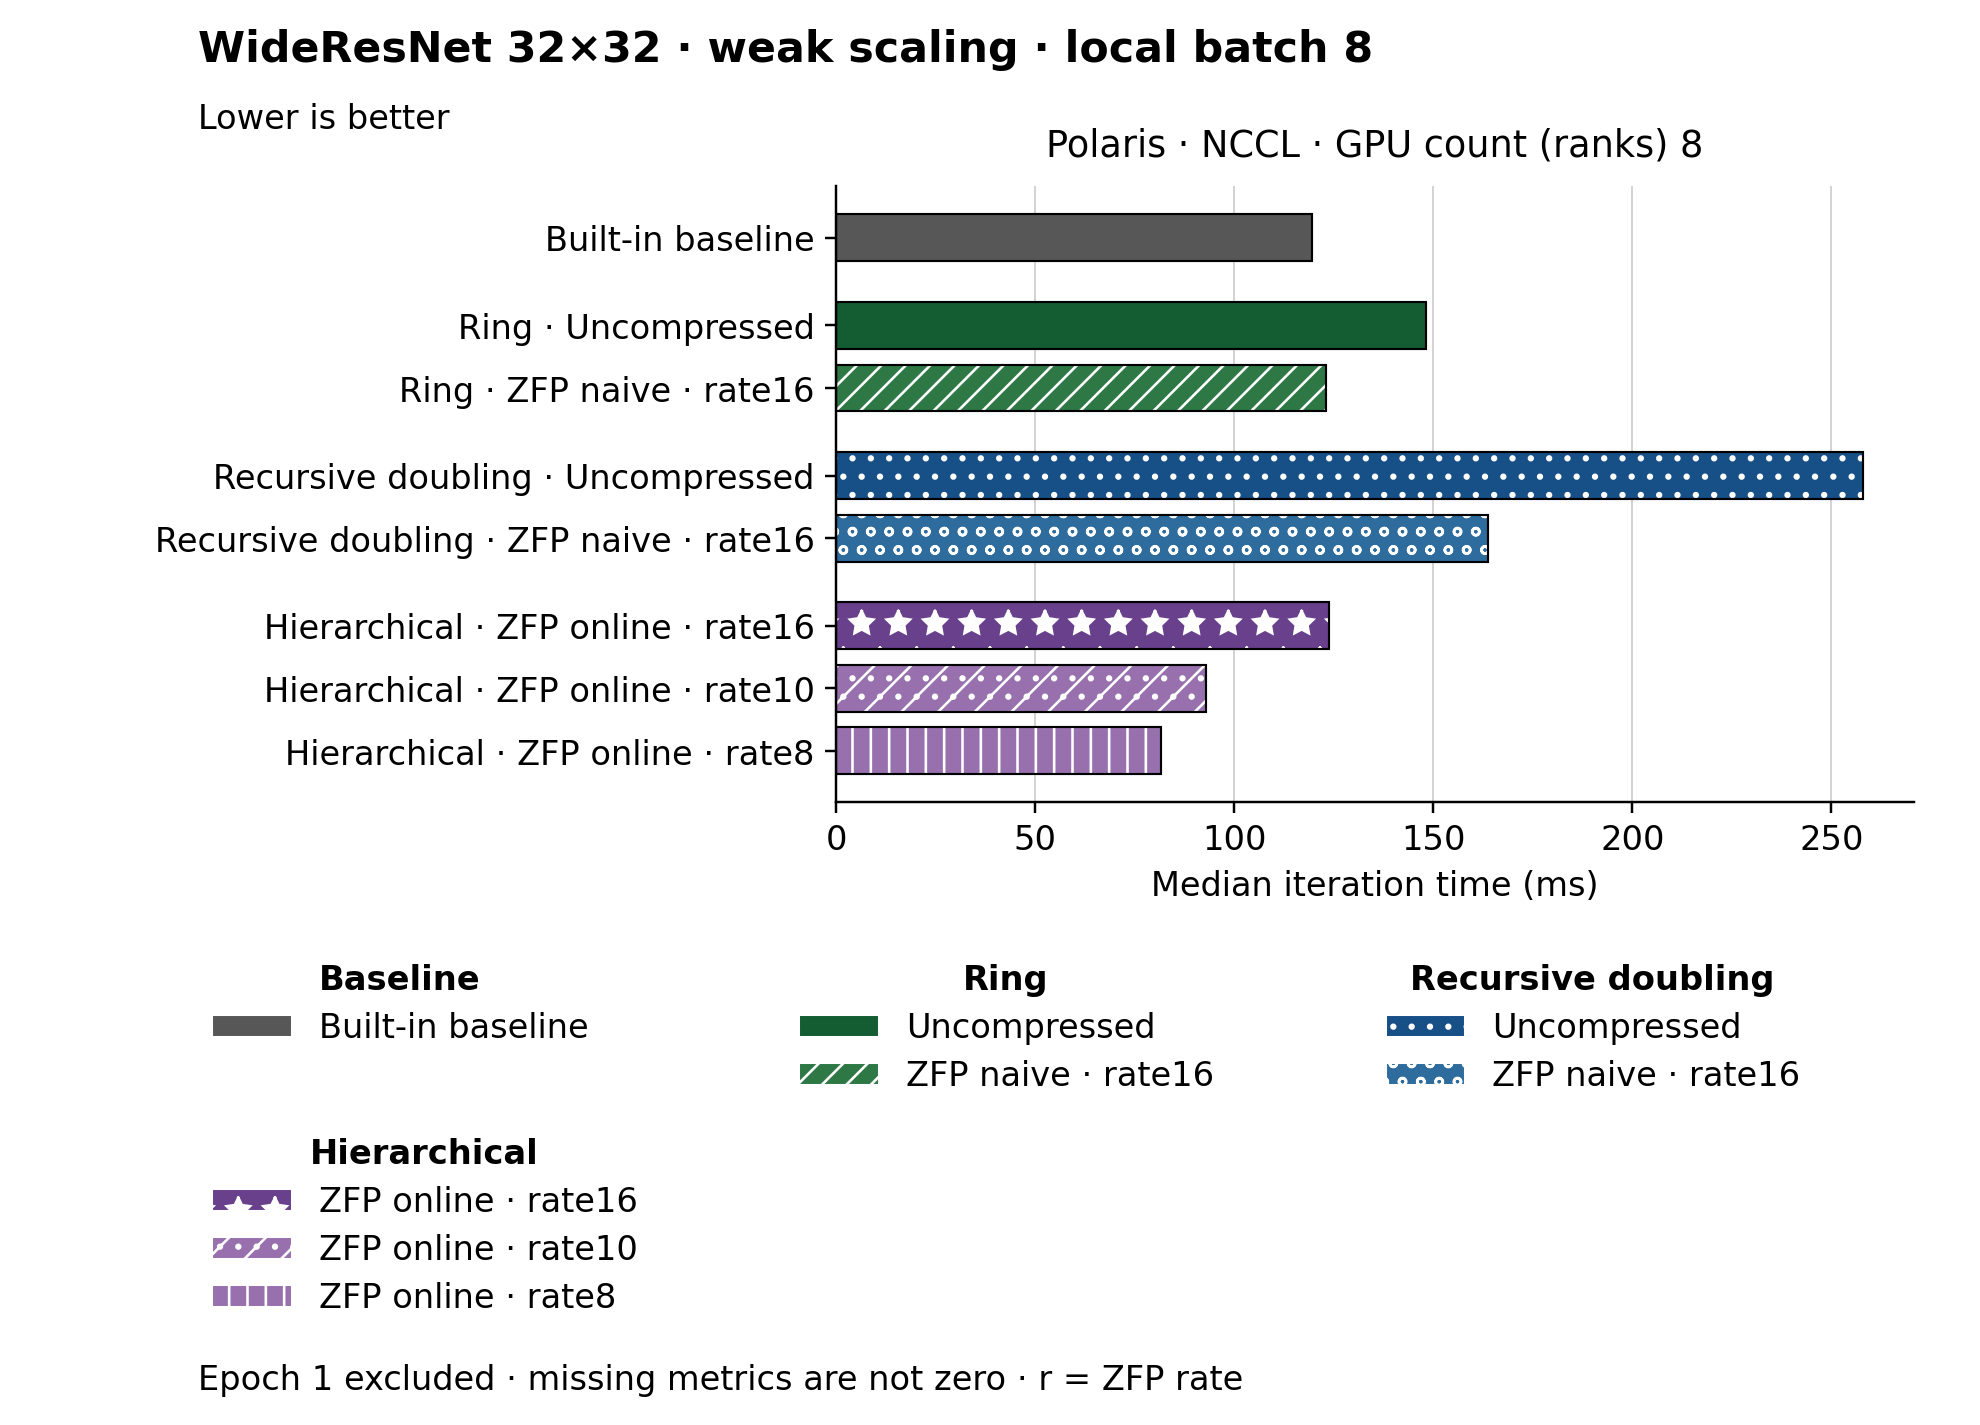 WideResNet 32×32 · weak scaling · local batch 8
Lower is better
Polaris · NCCL · GPU count (ranks) 8
Built-in baseline
Ring · Uncompressed
Ring · ZFP naive · rate16
Recursive doubling · Uncompressed
Recursive doubling · ZFP naive · rate16
Hierarchical · ZFP online · rate16
Hierarchical · ZFP online · rate10
Hierarchical · ZFP online · rate8
0 50 100 150 200 250
Median iteration time (ms)
Baseline
Built-in baseline
Ring
Uncompressed
ZFP naive · rate16
Recursive doubling
Uncompressed
ZFP naive · rate16
Hierarchical
ZFP online · rate16
ZFP online · rate10
ZFP online · rate8
Epoch 1 excluded · missing metrics are not zero · r = ZFP rate